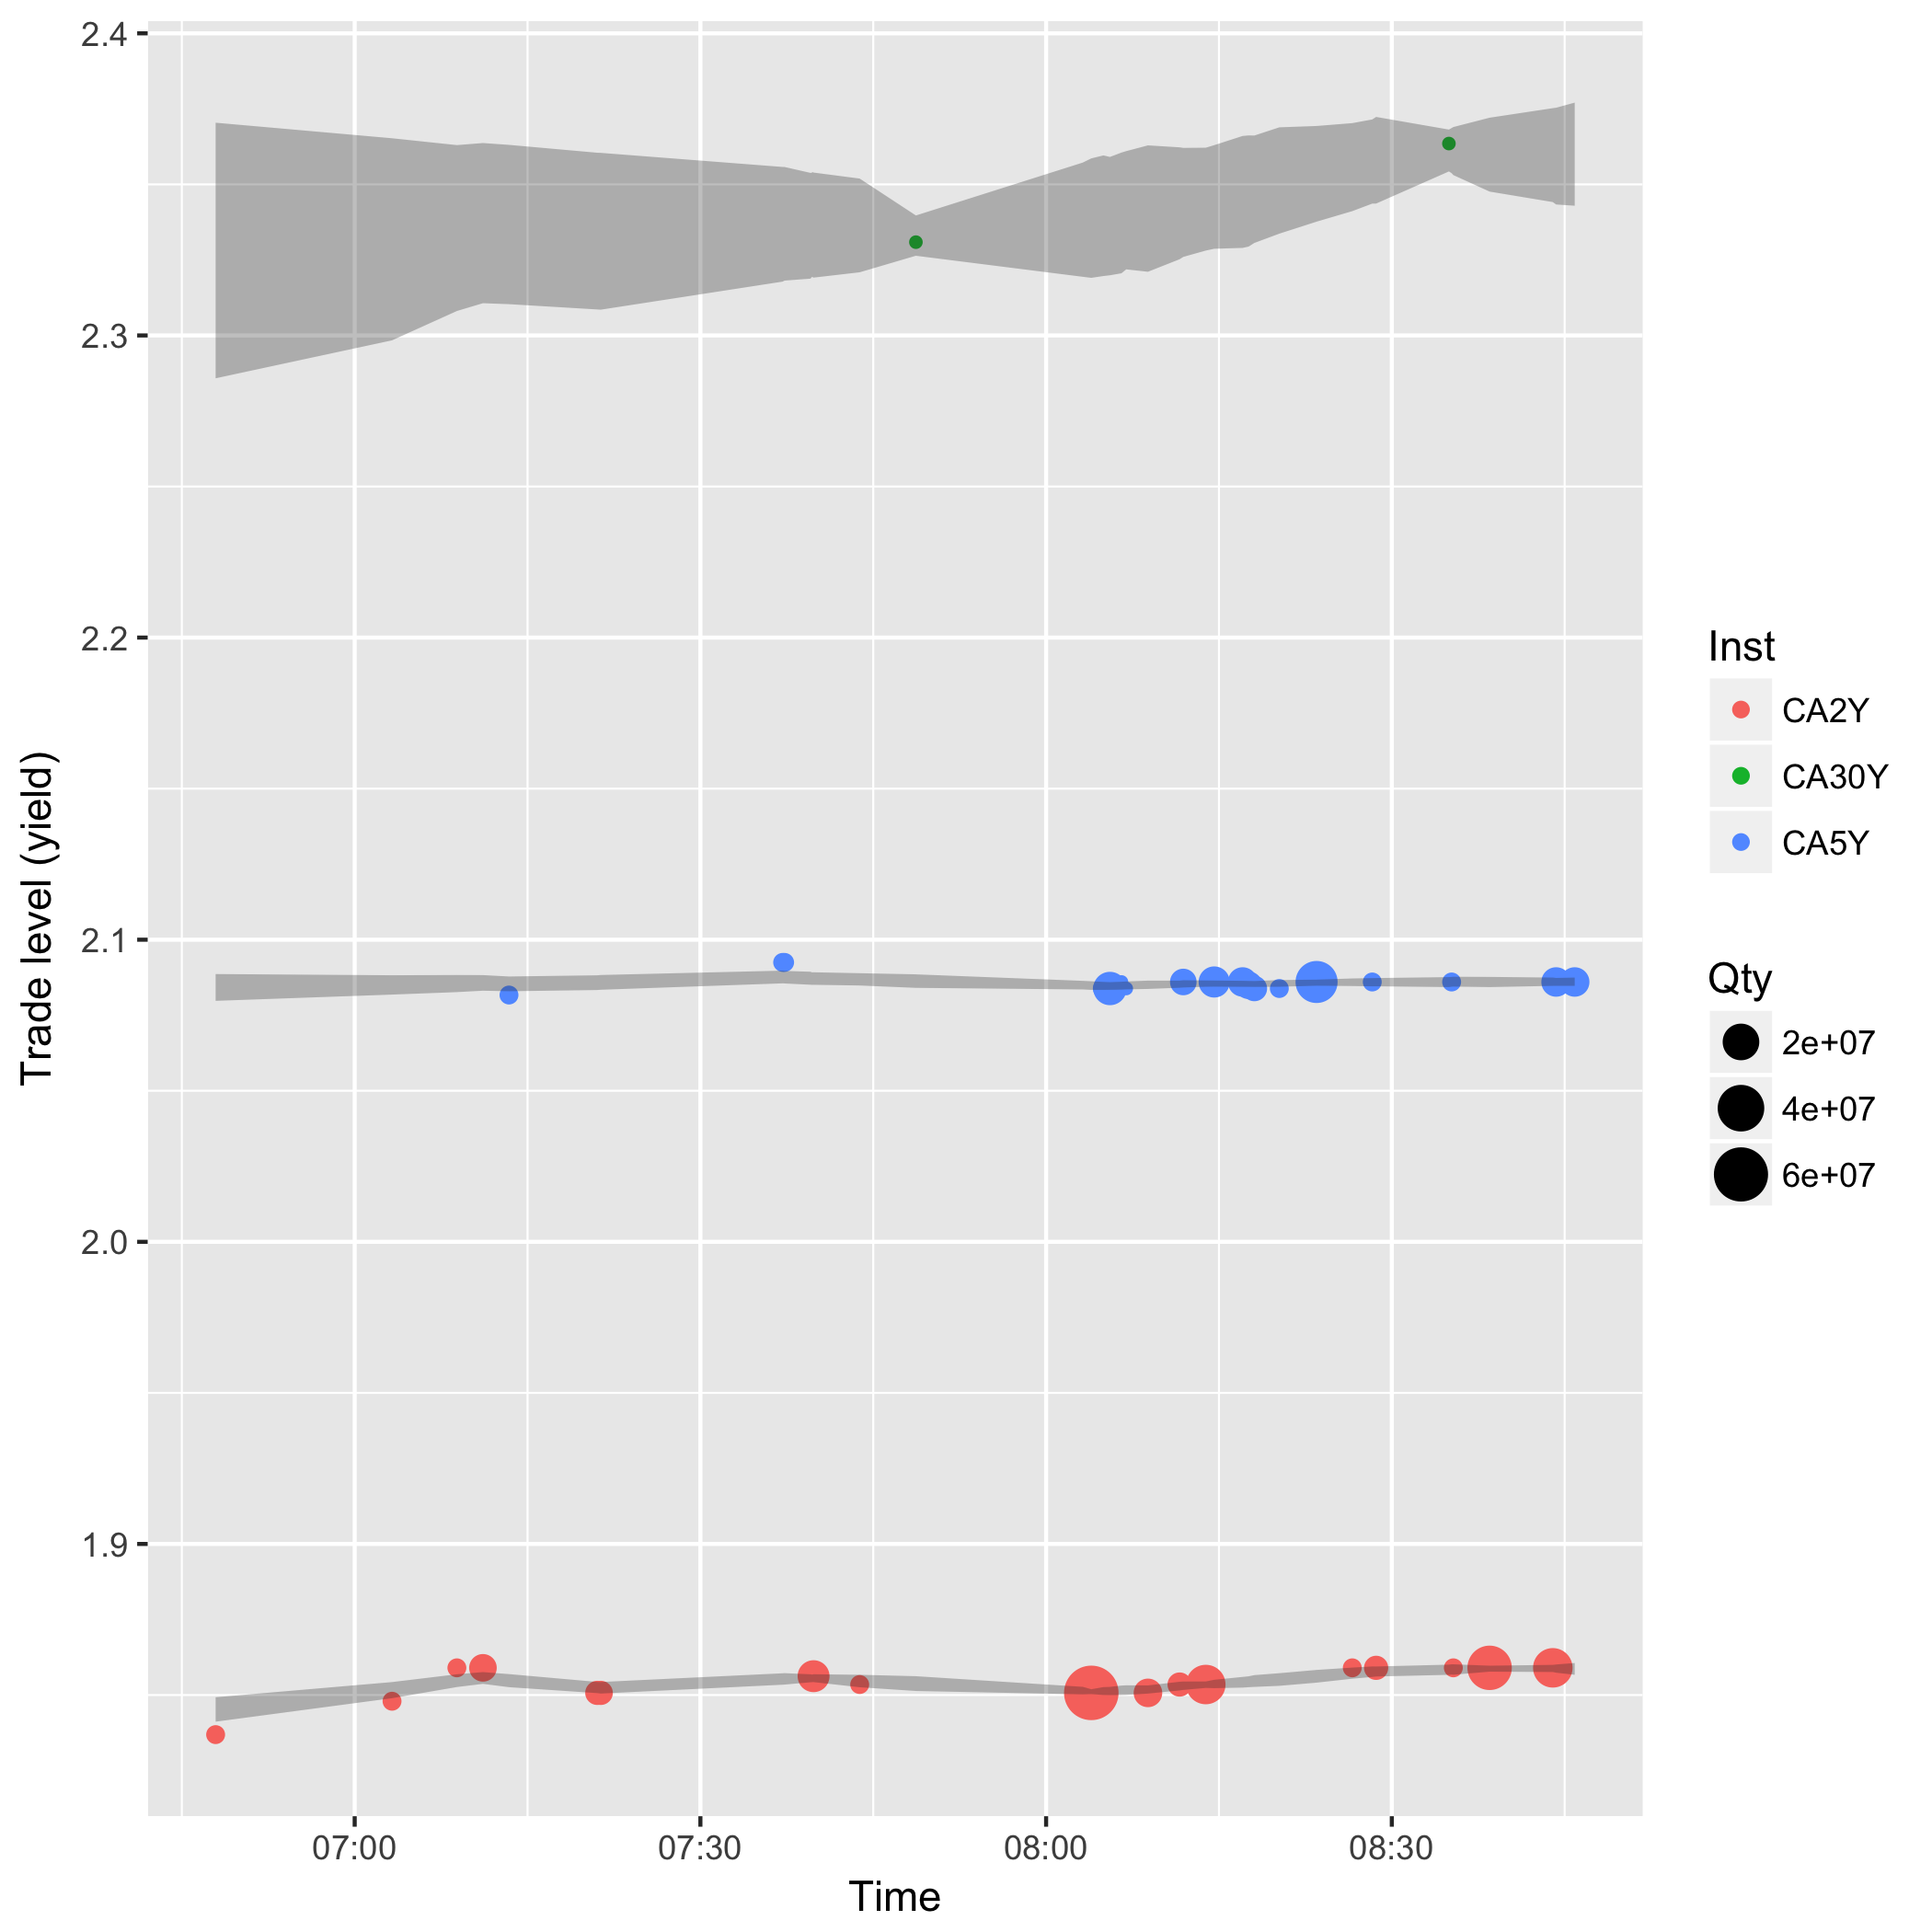 2.4
2.3
2.2
2.1
2.0
1.9
Trade level (yield)
07:00
07:30
08:00
08:30
Time
Inst
CA2Y
CA30Y
CA5Y
Qty
2e+07
4e+07
6e+07